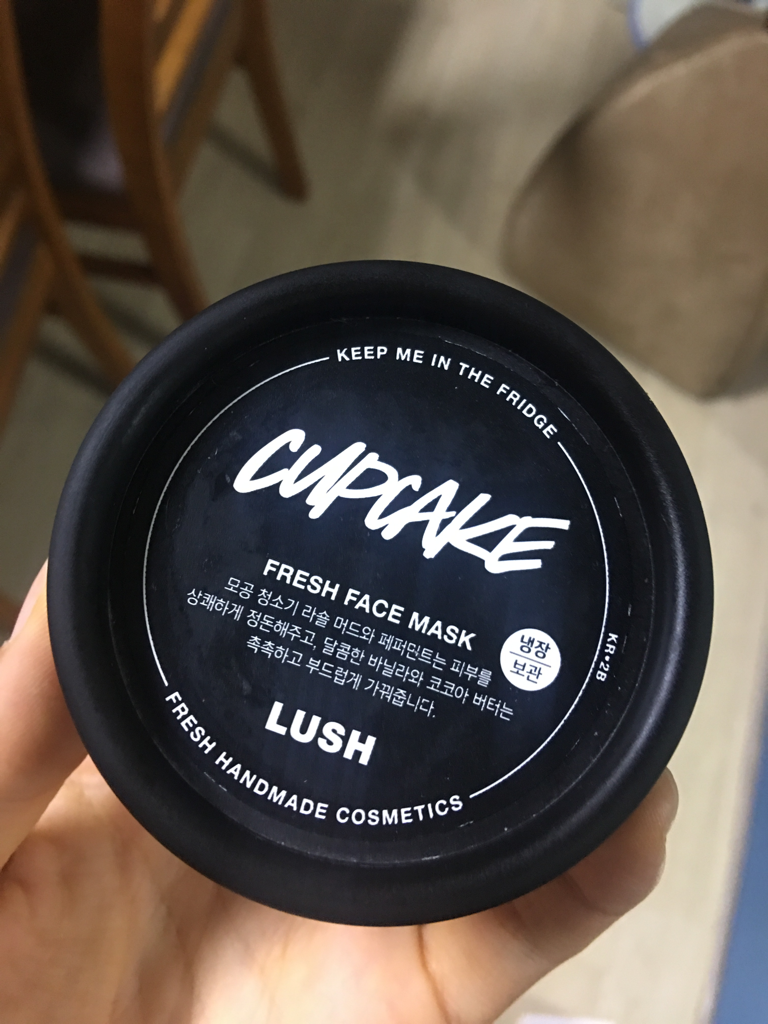 KEEP ME IN THE FRIDGE
CUPCAKE
FRESH FACE MASK
모공 청소기 라술 머드와 페퍼민트는 피부를
상쾌하게 정돈해주고, 달콤한 바닐라와 코코아 버터는
촉촉하고 부드럽게 가꿔줍니다.
냉장
보관
KR•2B
LUSH
FRESH HANDMADE COSMETICS